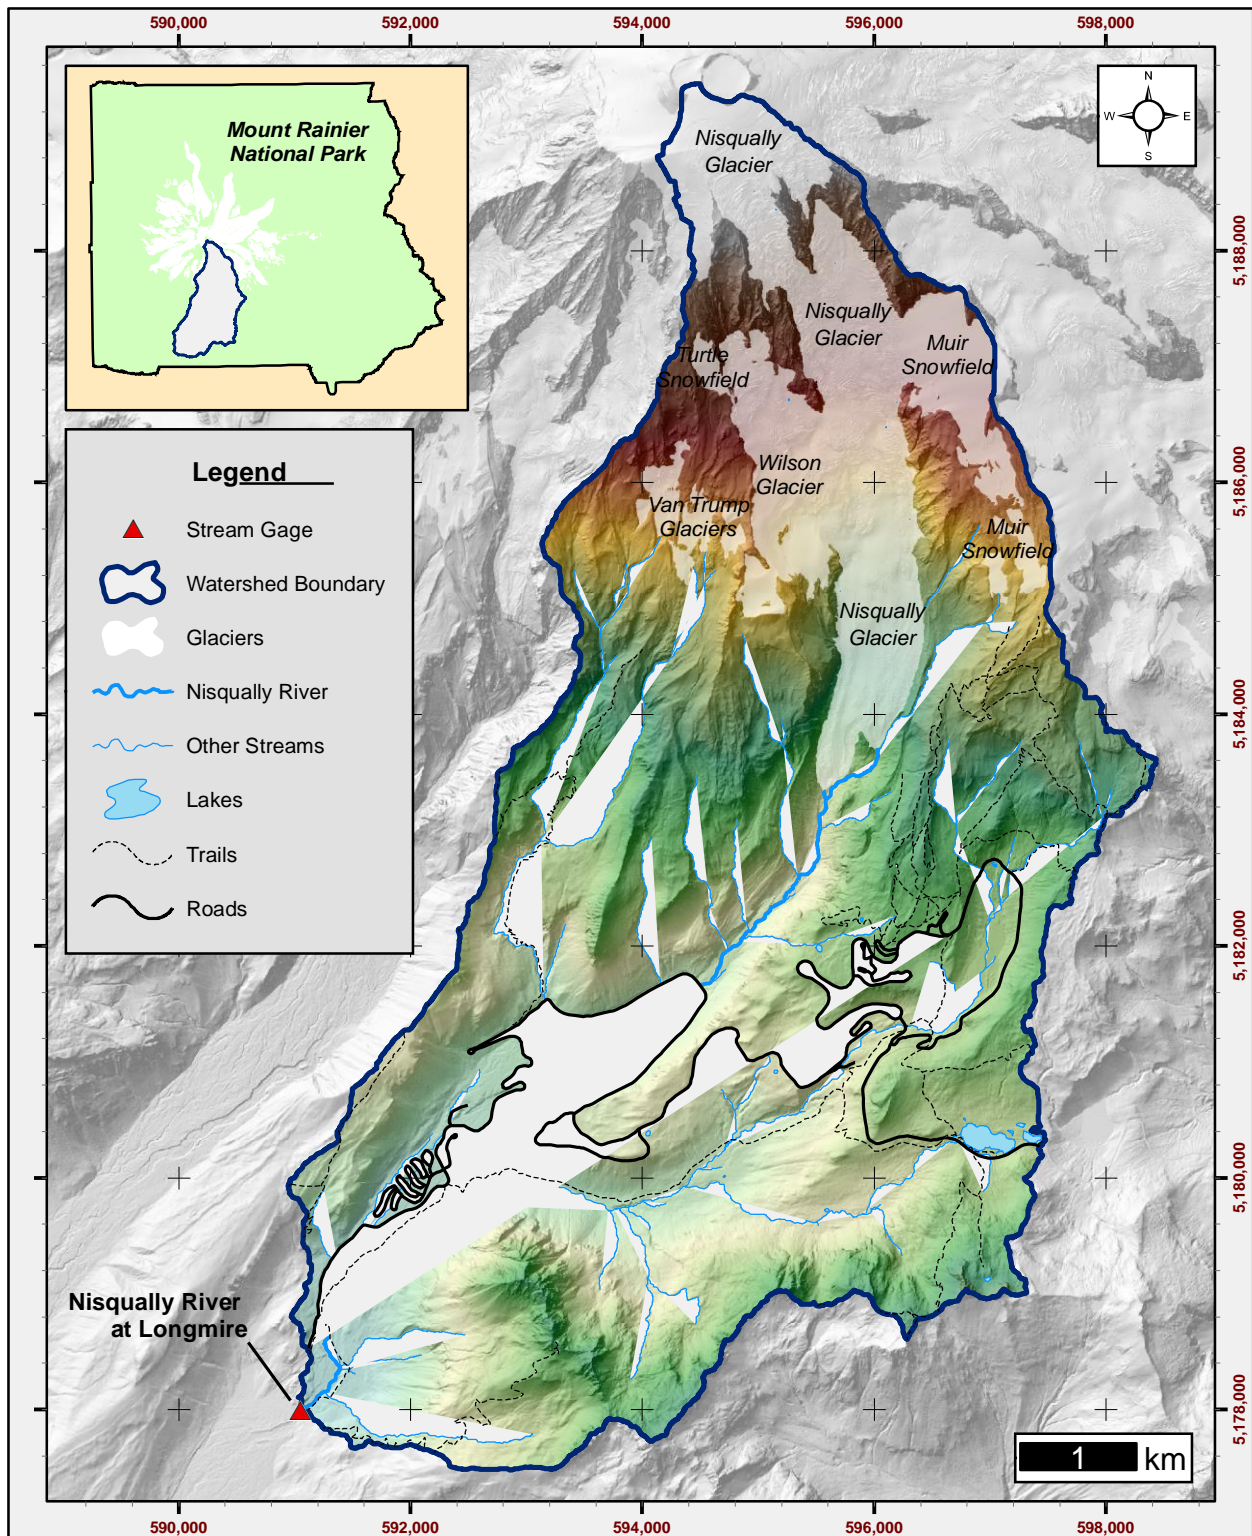 590,000 592,000 594,000 596,000 598,000
Mount Rainier
National Park
N
W E
S
Nisqually
Glacier
5,188,000
Nisqually
Glacier
Muir
Snowfield
Turtle
Snowfield
Legend
Stream Gage
Watershed Boundary
Glaciers
Nisqually River
Other Streams
Lakes
Trails
Roads
Wilson
Glacier
5,186,000
Van Trump
Glaciers
Muir
Snowfield
Nisqually
Glacier
5,184,000
5,182,000
5,180,000
Nisqually River
at Longmire
5,178,000
1 km
590,000 592,000 594,000 596,000 598,000